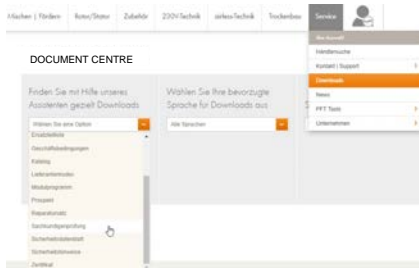 Mischen | Fördern Rotor/Stator Zubehör 230V-Technik airless-Technik Trockenbau Service
Händlersuche
Kontakt / Support
Downloads
News
PFT Tools
Unternehmen
DOCUMENT CENTRE
Finden Sie mit Hilfe unseres
Assistenten gezielt Downloads
Wählen Sie Ihre bevorzugte
Sprache für Downloads aus
Wählen Sie eine Option
Alle Sprachen
Ersatzteilliste
Geschäftsbedingungen
Katalog
Lieferantenkodex
Modulprogramm
Prospekt
Reparatursatz
Sachkundigenprüfung
Sicherheitsdatenblatt
Sicherheitshinweise
Zertifikat